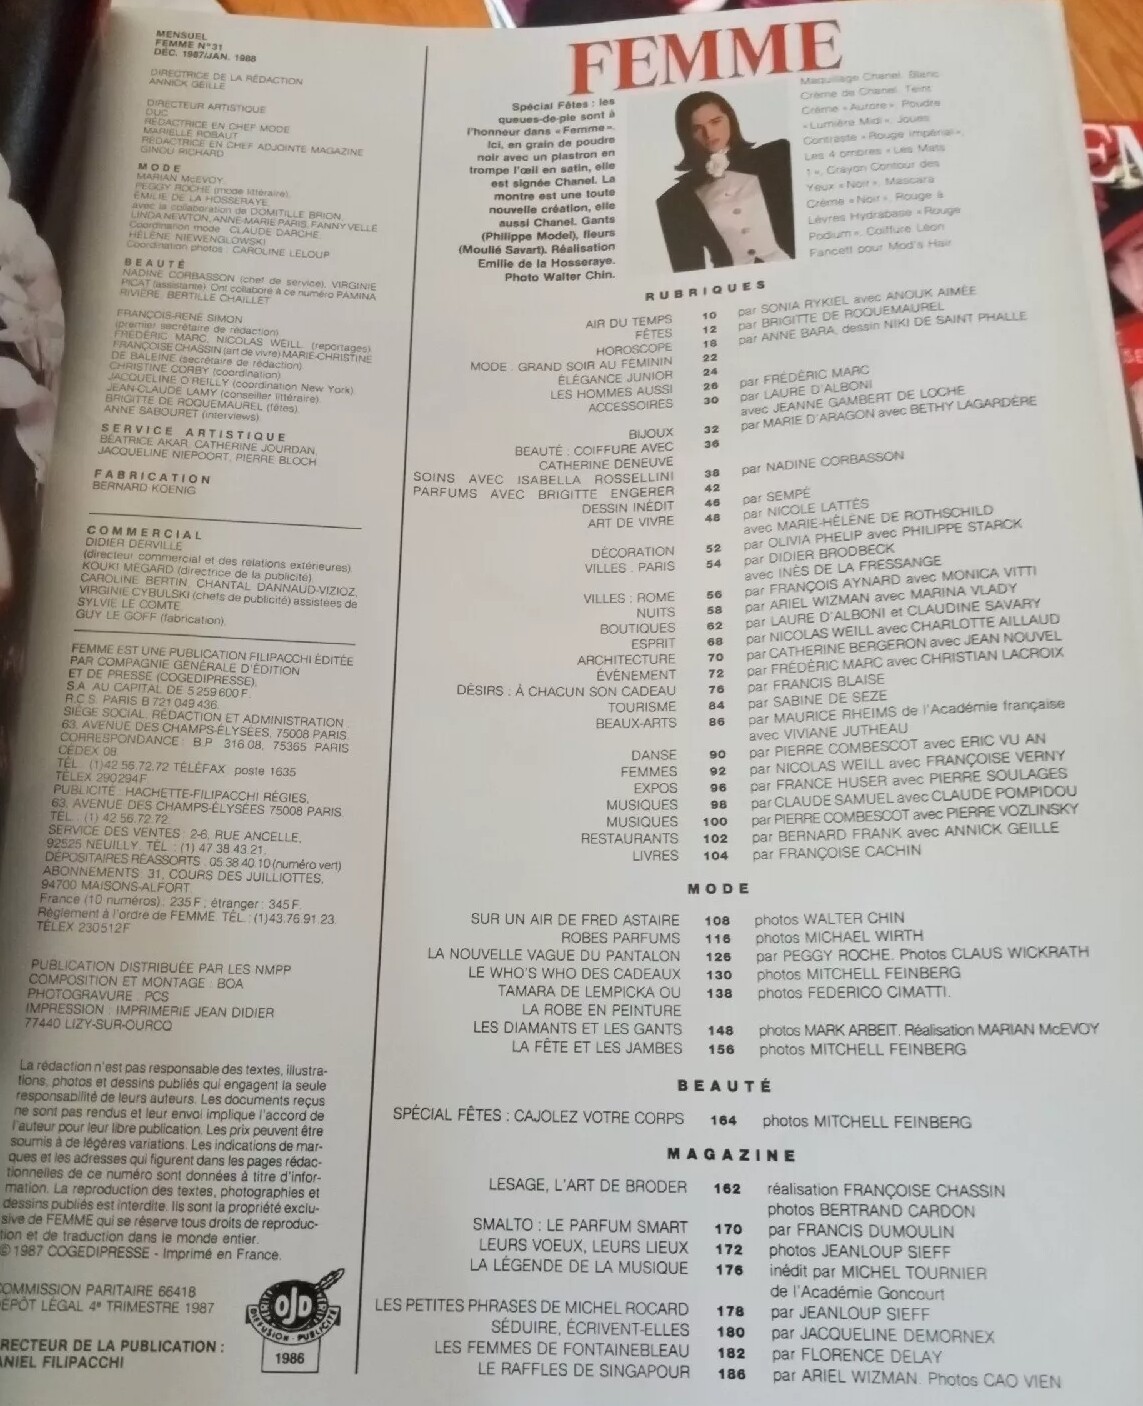 MENSUEL
FEMME N°31
DÉC. 1987/JAN. 1988
DIRECTRICE DE LA RÉDACTION
ANNICK GEILLE
DIRECTEUR ARTISTIQUE
DUC
RÉDACTRICE EN CHEF MODE
MARIELLE ROBAUT
RÉDACTRICE EN CHEF ADJOINTE MAGAZINE
GINOU RICHARD
MODE
MARIAN McEVOY,
PEGGY ROCHE (mode littéraire),
EMILIE DE LA HOSSERAYE,
avec la collaboration de DOMITILLE BRION,
LINDA NEWTON, ANNE-MARIE PARIS, FANNY VELLE
Coordination mode CLAUDE DARCHE,
HÉLÈNE NIEWENGLOWSKI
Coordination photos : CAROLINE LELOUP
BEAUTÉ
NADINE CORBASSON (chef de service), VIRGINIE
PICAT (assistante). Ont collaboré à ce numéro PAMINA
RIVIÈRE, BERTILLE CHAILLET
FRANÇOIS-RENÉ SIMON
(premier secrétaire de rédaction)
FRÉDÉRIC MARC, NICOLAS WEILL (reportages)
FRANÇOISE CHASSIN (art de vivre) MARIE-CHRISTINE
DE BALEINE (secrétaire de rédaction)
CHRISTINE CORBY (coordination)
JACQUELINE O'REILLY (coordination New York)
JEAN-CLAUDE LAMY (conseiller littéraire)
BRIGITTE DE ROQUEMAUREL (fêtes)
ANNE SABOURET (interviews)
SERVICE ARTISTIQUE
BÉATRICE AKAR, CATHERINE JOURDAN,
JACQUELINE NIEPOORT, PIERRE BLOCH
FABRICATION
BERNARD KOENIG
COMMERCIAL
DIDIER DERVILLE
(directeur commercial et des relations extérieures)
KOUKI MEGARD (directrice de la publicité)
CAROLINE BERTIN, CHANTAL DANNAUD-VIZIOZ,
VIRGINIE CYBULSKI (chefs de publicité) assistées de
SYLVIE LE COMTE
GUY LE GOFF (fabrication).
FEMME EST UNE PUBLICATION FILIPACCHI ÉDITÉE
PAR COMPAGNIE GÉNÉRALE D'ÉDITION
ET DE PRESSE (COGEDIPRESSE),
S.A. AU CAPITAL DE 5 259 600 F.
R.C.S. PARIS B 721 049 436.
SIÈGE SOCIAL, RÉDACTION ET ADMINISTRATION
63, AVENUE DES CHAMPS-ÉLYSÉES, 75008 PARIS.
CORRESPONDANCE : B.P. 316 08, 75365 PARIS
CÉDEX 08.
TÉL. : (1) 42.56.72.72 TÉLÉFAX poste 1635
TÉLEX 290294 F.
PUBLICITÉ : HACHETTE-FILIPACCHI RÉGIES,
63, AVENUE DES CHAMPS-ÉLYSÉES 75008 PARIS.
TÉL. : (1) 42 56.72.72.
SERVICE DES VENTES : 2-6, RUE ANCELLE,
92525 NEUILLY. TÉL. : (1) 47 38.43.21.
DÉPOSITAIRES RÉASSORTS : 05.38.40.10 (numéro vert)
ABONNEMENTS : 31, COURS DES JUILLIOTTES,
94700 MAISONS-ALFORT.
France (10 numéros) : 235 F ; étranger : 345 F.
Règlement à l'ordre de FEMME. TÉL. : (1) 43.76.91.23.
TÉLEX 230512 F
PUBLICATION DISTRIBUÉE PAR LES NMPP
COMPOSITION ET MONTAGE : BOA
PHOTOGRAVURE : PCS
IMPRESSION : IMPRIMERIE JEAN DIDIER
77440 LIZY-SUR-OURCQ
La rédaction n'est pas responsable des textes, illustra-
tions, photos et dessins publiés qui engagent la seule
responsabilité de leurs auteurs. Les documents reçus
ne sont pas rendus et leur envoi implique l'accord de
l'auteur pour leur libre publication. Les prix peuvent être
soumis à de légères variations. Les indications de mar-
ques et les adresses qui figurent dans les pages rédac-
tionnelles de ce numéro sont données à titre d'infor-
mation. La reproduction des textes, photographies et
dessins publiés est interdite. Ils sont la propriété exclu-
sive de FEMME qui se réserve tous droits de reproduc-
tion et de traduction dans le monde entier.
© 1987 COGEDIPRESSE - Imprimé en France.
COMMISSION PARITAIRE 66418
DÉPÔT LÉGAL 4e TRIMESTRE 1987
RECTEUR DE LA PUBLICATION :
ANIEL FILIPACCHI
OJD
DIFFUSION - PUBLICITÉ
1986
FEMME
Spécial Fêtes : les
queues-de-pie sont à
l'honneur dans « Femme ».
Ici, en grain de poudre
noir avec un plastron en
trompe l'œil en satin, elle
est signée Chanel. La
montre est une toute
nouvelle création, elle
aussi Chanel. Gants
(Philippe Model), fleurs
(Moulié Savart). Réalisation
Emilie de la Hosseraye.
Photo Walter Chin.
Maquillage Chanel. Blanc
Crème de Chanel. Teint
Crème « Aurore ». Poudre
« Lumière Midi ». Joues
Contraste « Rouge Impérial ».
Les 4 ombres « Les Mats
1 ». Crayon Contour des
Yeux « Noir ». Mascara
Crème « Noir ». Rouge à
Lèvres Hydrabase « Rouge
Podium ». Coiffure Léon
Fancett pour Mod's Hair
RUBRIQUES
AIR DU TEMPS 10 par SONIA RYKIEL avec ANOUK AIMÉE
FÊTES 12 par BRIGITTE DE ROQUEMAUREL
HOROSCOPE 18 par ANNE BARA, dessin NIKI DE SAINT PHALLE
MODE : GRAND SOIR AU FÉMININ 22
ÉLÉGANCE JUNIOR 24
LES HOMMES AUSSI 26 par FRÉDÉRIC MARC
ACCESSOIRES 30 par LAURE D'ALBONI
avec JEANNE GAMBERT DE LOCHE
BIJOUX 32 par MARIE D'ARAGON avec BETHY LAGARDÈRE
BEAUTÉ : COIFFURE AVEC 36
CATHERINE DENEUVE
SOINS AVEC ISABELLA ROSSELLINI 38 par NADINE CORBASSON
PARFUMS AVEC BRIGITTE ENGERER 42
DESSIN INÉDIT 46 par SEMPÉ
ART DE VIVRE 48 par NICOLE LATTÈS
avec MARIE-HÉLÈNE DE ROTHSCHILD
DÉCORATION 52 par OLIVIA PHELIP avec PHILIPPE STARCK
VILLES : PARIS 54 par DIDIER BRODBECK
avec INÈS DE LA FRESSANGE
VILLES : ROME 56 par FRANÇOIS AYNARD avec MONICA VITTI
NUITS 58 par ARIEL WIZMAN avec MARINA VLADY
BOUTIQUES 62 par LAURE D'ALBONI et CLAUDINE SAVARY
ESPRIT 68 par NICOLAS WEILL avec CHARLOTTE AILLAUD
ARCHITECTURE 70 par CATHERINE BERGERON avec JEAN NOUVEL
ÉVÉNEMENT 72 par FRÉDÉRIC MARC avec CHRISTIAN LACROIX
DÉSIRS : À CHACUN SON CADEAU 76 par FRANCIS BLAISE
TOURISME 84 par SABINE DE SEZE
BEAUX-ARTS 86 par MAURICE RHEIMS de l'Académie française
avec VIVIANE JUTHEAU
DANSE 90 par PIERRE COMBESCOT avec ERIC VU AN
FEMMES 92 par NICOLAS WEILL avec FRANÇOISE VERNY
EXPOS 96 par FRANCE HUSER avec PIERRE SOULAGES
MUSIQUES 98 par CLAUDE SAMUEL avec CLAUDE POMPIDOU
MUSIQUES 100 par PIERRE COMBESCOT avec PIERRE VOZLINSKY
RESTAURANTS 102 par BERNARD FRANK avec ANNICK GEILLE
LIVRES 104 par FRANÇOISE CACHIN
MODE
SUR UN AIR DE FRED ASTAIRE 108 photos WALTER CHIN
ROBES PARFUMS 116 photos MICHAEL WIRTH
LA NOUVELLE VAGUE DU PANTALON 126 par PEGGY ROCHE. Photos CLAUS WICKRATH
LE WHO'S WHO DES CADEAUX 130 photos MITCHELL FEINBERG
TAMARA DE LEMPICKA OU 138 photos FEDERICO CIMATTI.
LA ROBE EN PEINTURE
LES DIAMANTS ET LES GANTS 148 photos MARK ARBEIT. Réalisation MARIAN McEVOY
LA FÊTE ET LES JAMBES 156 photos MITCHELL FEINBERG
BEAUTÉ
SPÉCIAL FÊTES : CAJOLEZ VOTRE CORPS 164 photos MITCHELL FEINBERG
MAGAZINE
LESAGE, L'ART DE BRODER 162 réalisation FRANÇOISE CHASSIN
photos BERTRAND CARDON
SMALTO : LE PARFUM SMART 170 par FRANCIS DUMOULIN
LEURS VOEUX, LEURS LIEUX 172 photos JEANLOUP SIEFF
LA LÉGENDE DE LA MUSIQUE 176 inédit par MICHEL TOURNIER
de l'Académie Goncourt
LES PETITES PHRASES DE MICHEL ROCARD 178 par JEANLOUP SIEFF
SÉDUIRE, ÉCRIVENT-ELLES 180 par JACQUELINE DEMORNEX
LES FEMMES DE FONTAINEBLEAU 182 par FLORENCE DELAY
LE RAFFLES DE SINGAPOUR 186 par ARIEL WIZMAN. Photos CAO VIEN
EM